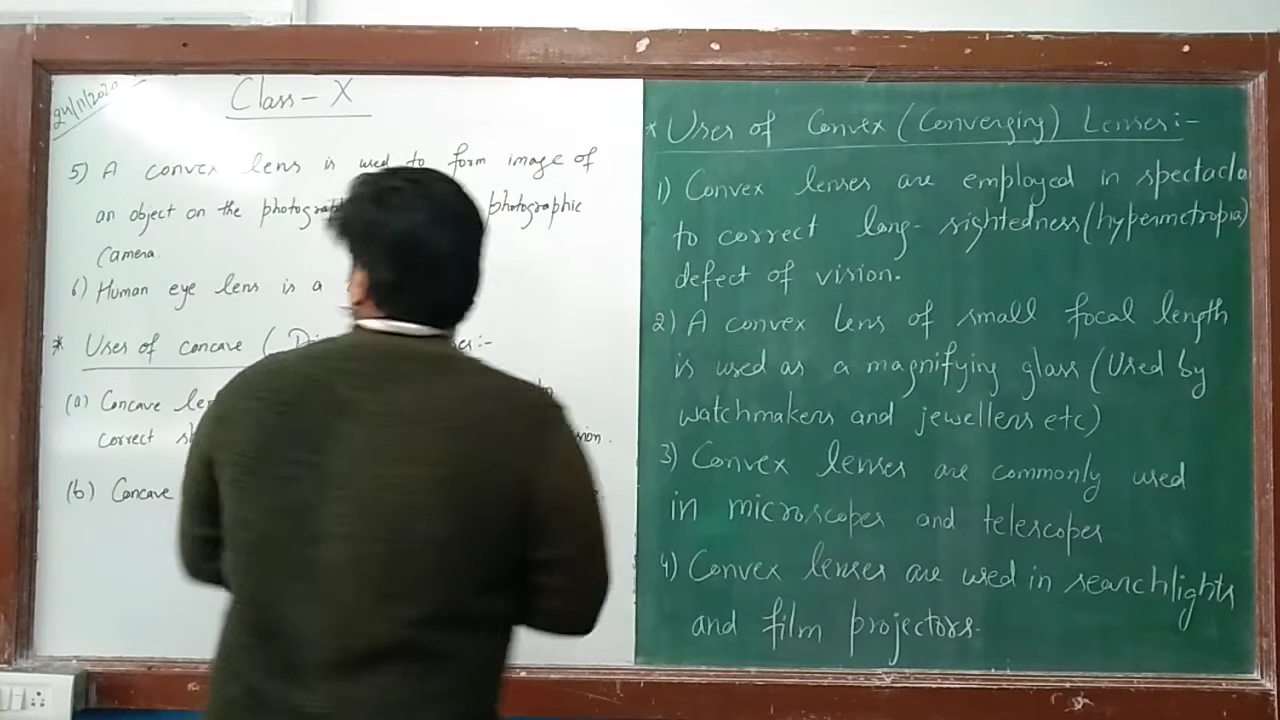 24/11/2020
Class - X
5) A convex lens is used to form image of
an object on the photographic
Camera.
6) Human eye lens is a
* Uses of concave (
(a) Concave
correct
(b) Concave
* Uses of Convex (Converging) Lenses:-
1) Convex lenses are employed in spectacle
to correct long-sightedness (hypermetropia)
defect of vision.
2) A convex lens of small focal length
is used as a magnifying glass (Used by
watchmakers and jewellers etc)
3) Convex lenses are commonly used
in microscopes and telescopes
4) Convex lenses are used in searchlights
and film projectors.